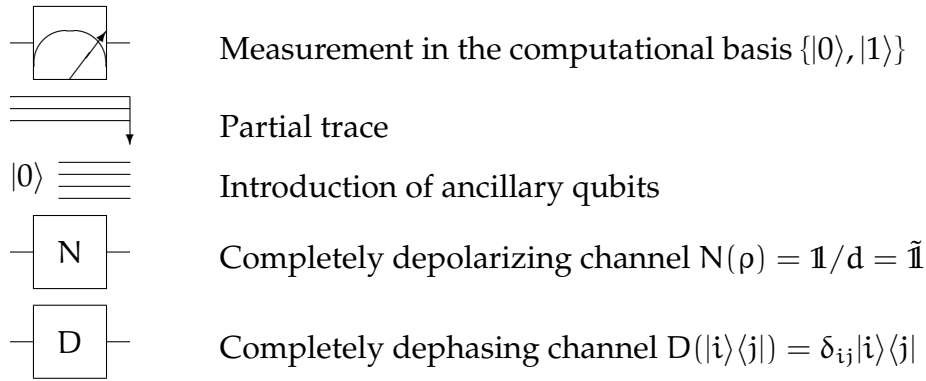 Measurement in the computational basis {|0⟩, |1⟩}
Partial trace
|0⟩ Introduction of ancillary qubits
N Completely depolarizing channel N(ρ) = 𝟙/d = 𝟙̃
D Completely dephasing channel D(|i⟩⟨j|) = δᵢⱼ|i⟩⟨j|